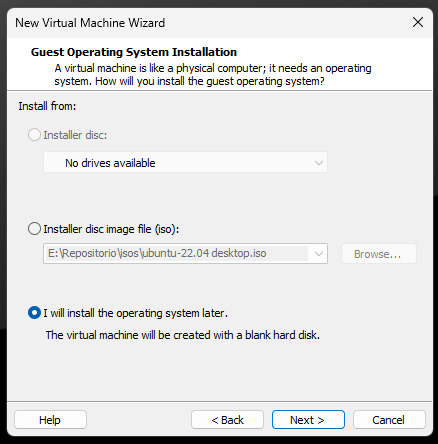 New Virtual Machine Wizard
Guest Operating System Installation
A virtual machine is like a physical computer; it needs an operating
system. How will you install the guest operating system?
Install from:
Installer disc:
No drives available
Installer disc image file (iso):
E:\Repositorio\isos\ubuntu-22.04 desktop.iso
Browse...
I will install the operating system later.
The virtual machine will be created with a blank hard disk.
Help
< Back
Next >
Cancel